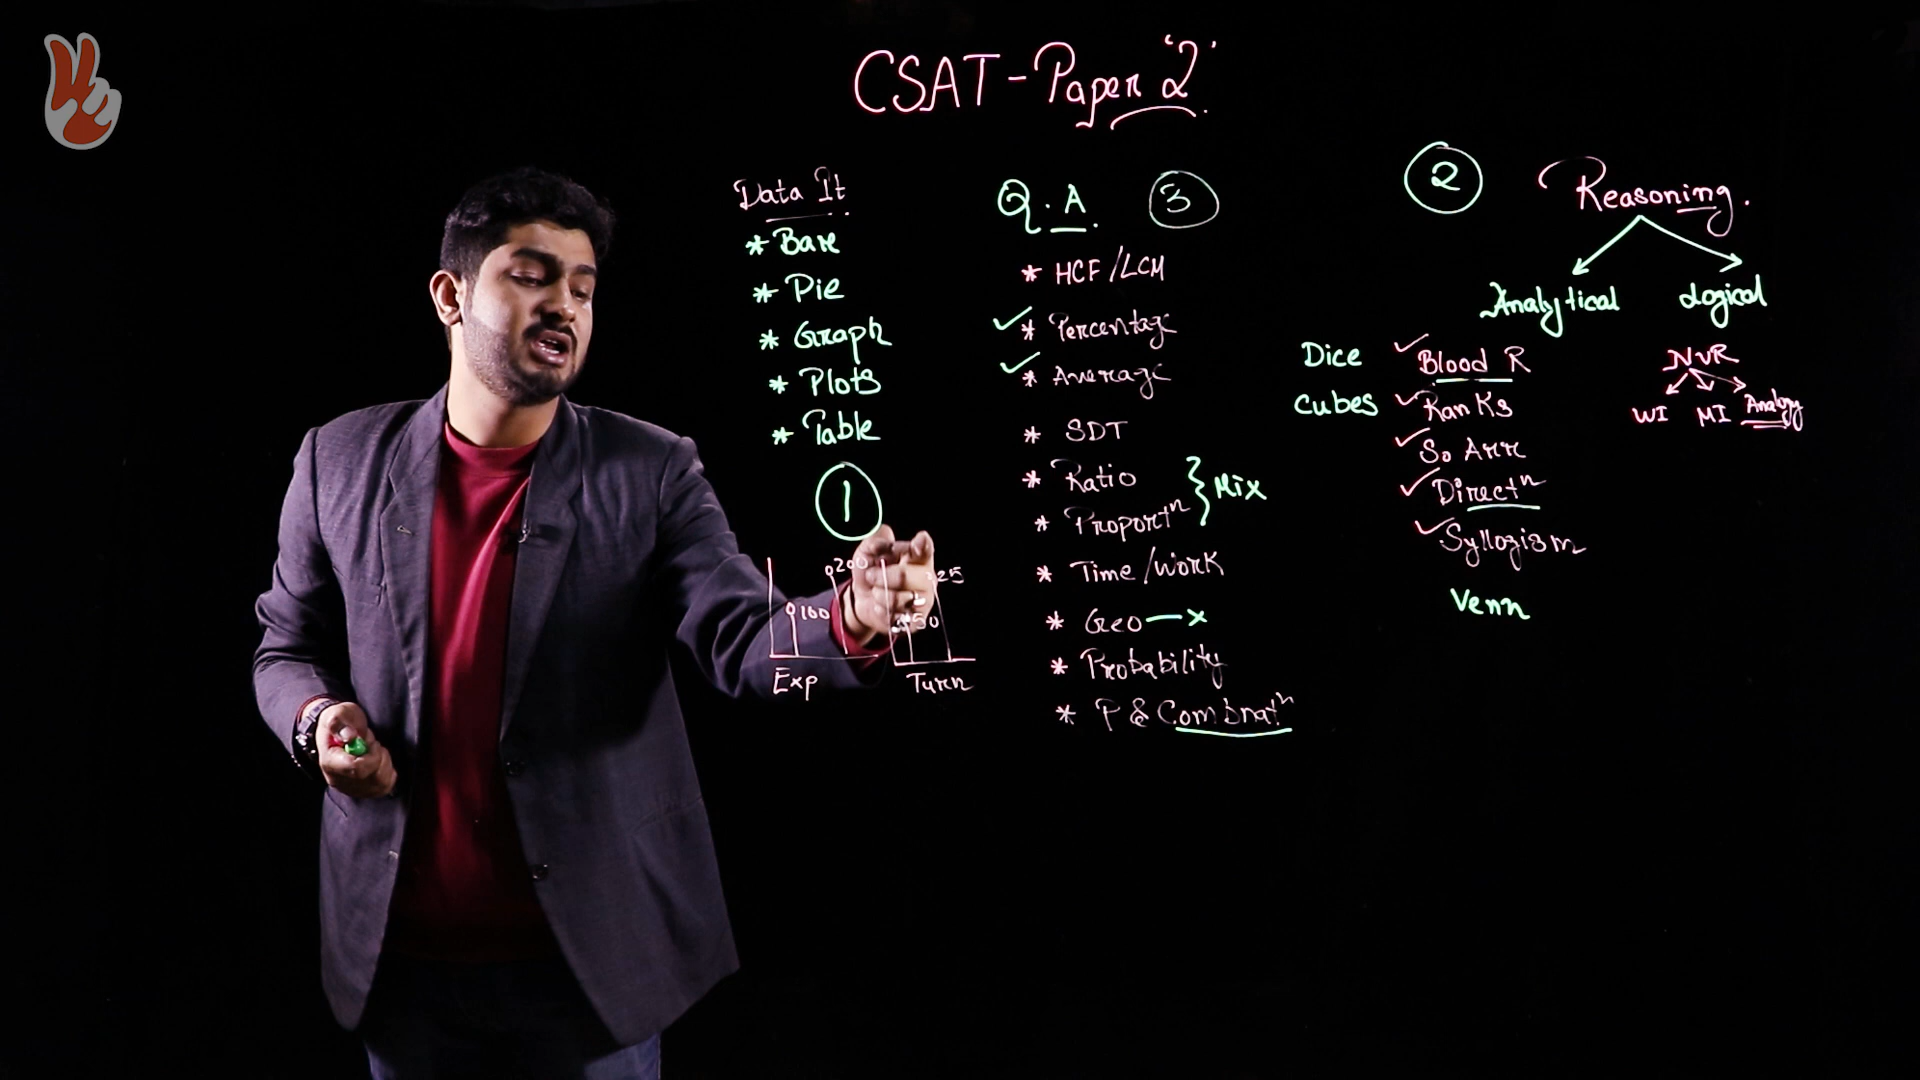 CSAT - Paper '2'
Data It
* Bare
* Pie
* Graph
* Plots
* Table
1
200
100
Exp
25
50
Turn
Q. A. 3
* HCF/LCM
✓ * Percentage
✓ * Average
* SDT
* Ratio
* Proportn
} Mix
* Time/Work
* Geo — x
* Probability
* P & Combnatn
2 Reasoning.
Analytical
Logical
Dice
Cubes
✓ Blood R
✓ Ranks
✓ So Arr
✓ Directn
✓ Syllogism
Venn
NVR
WI MI Analogy